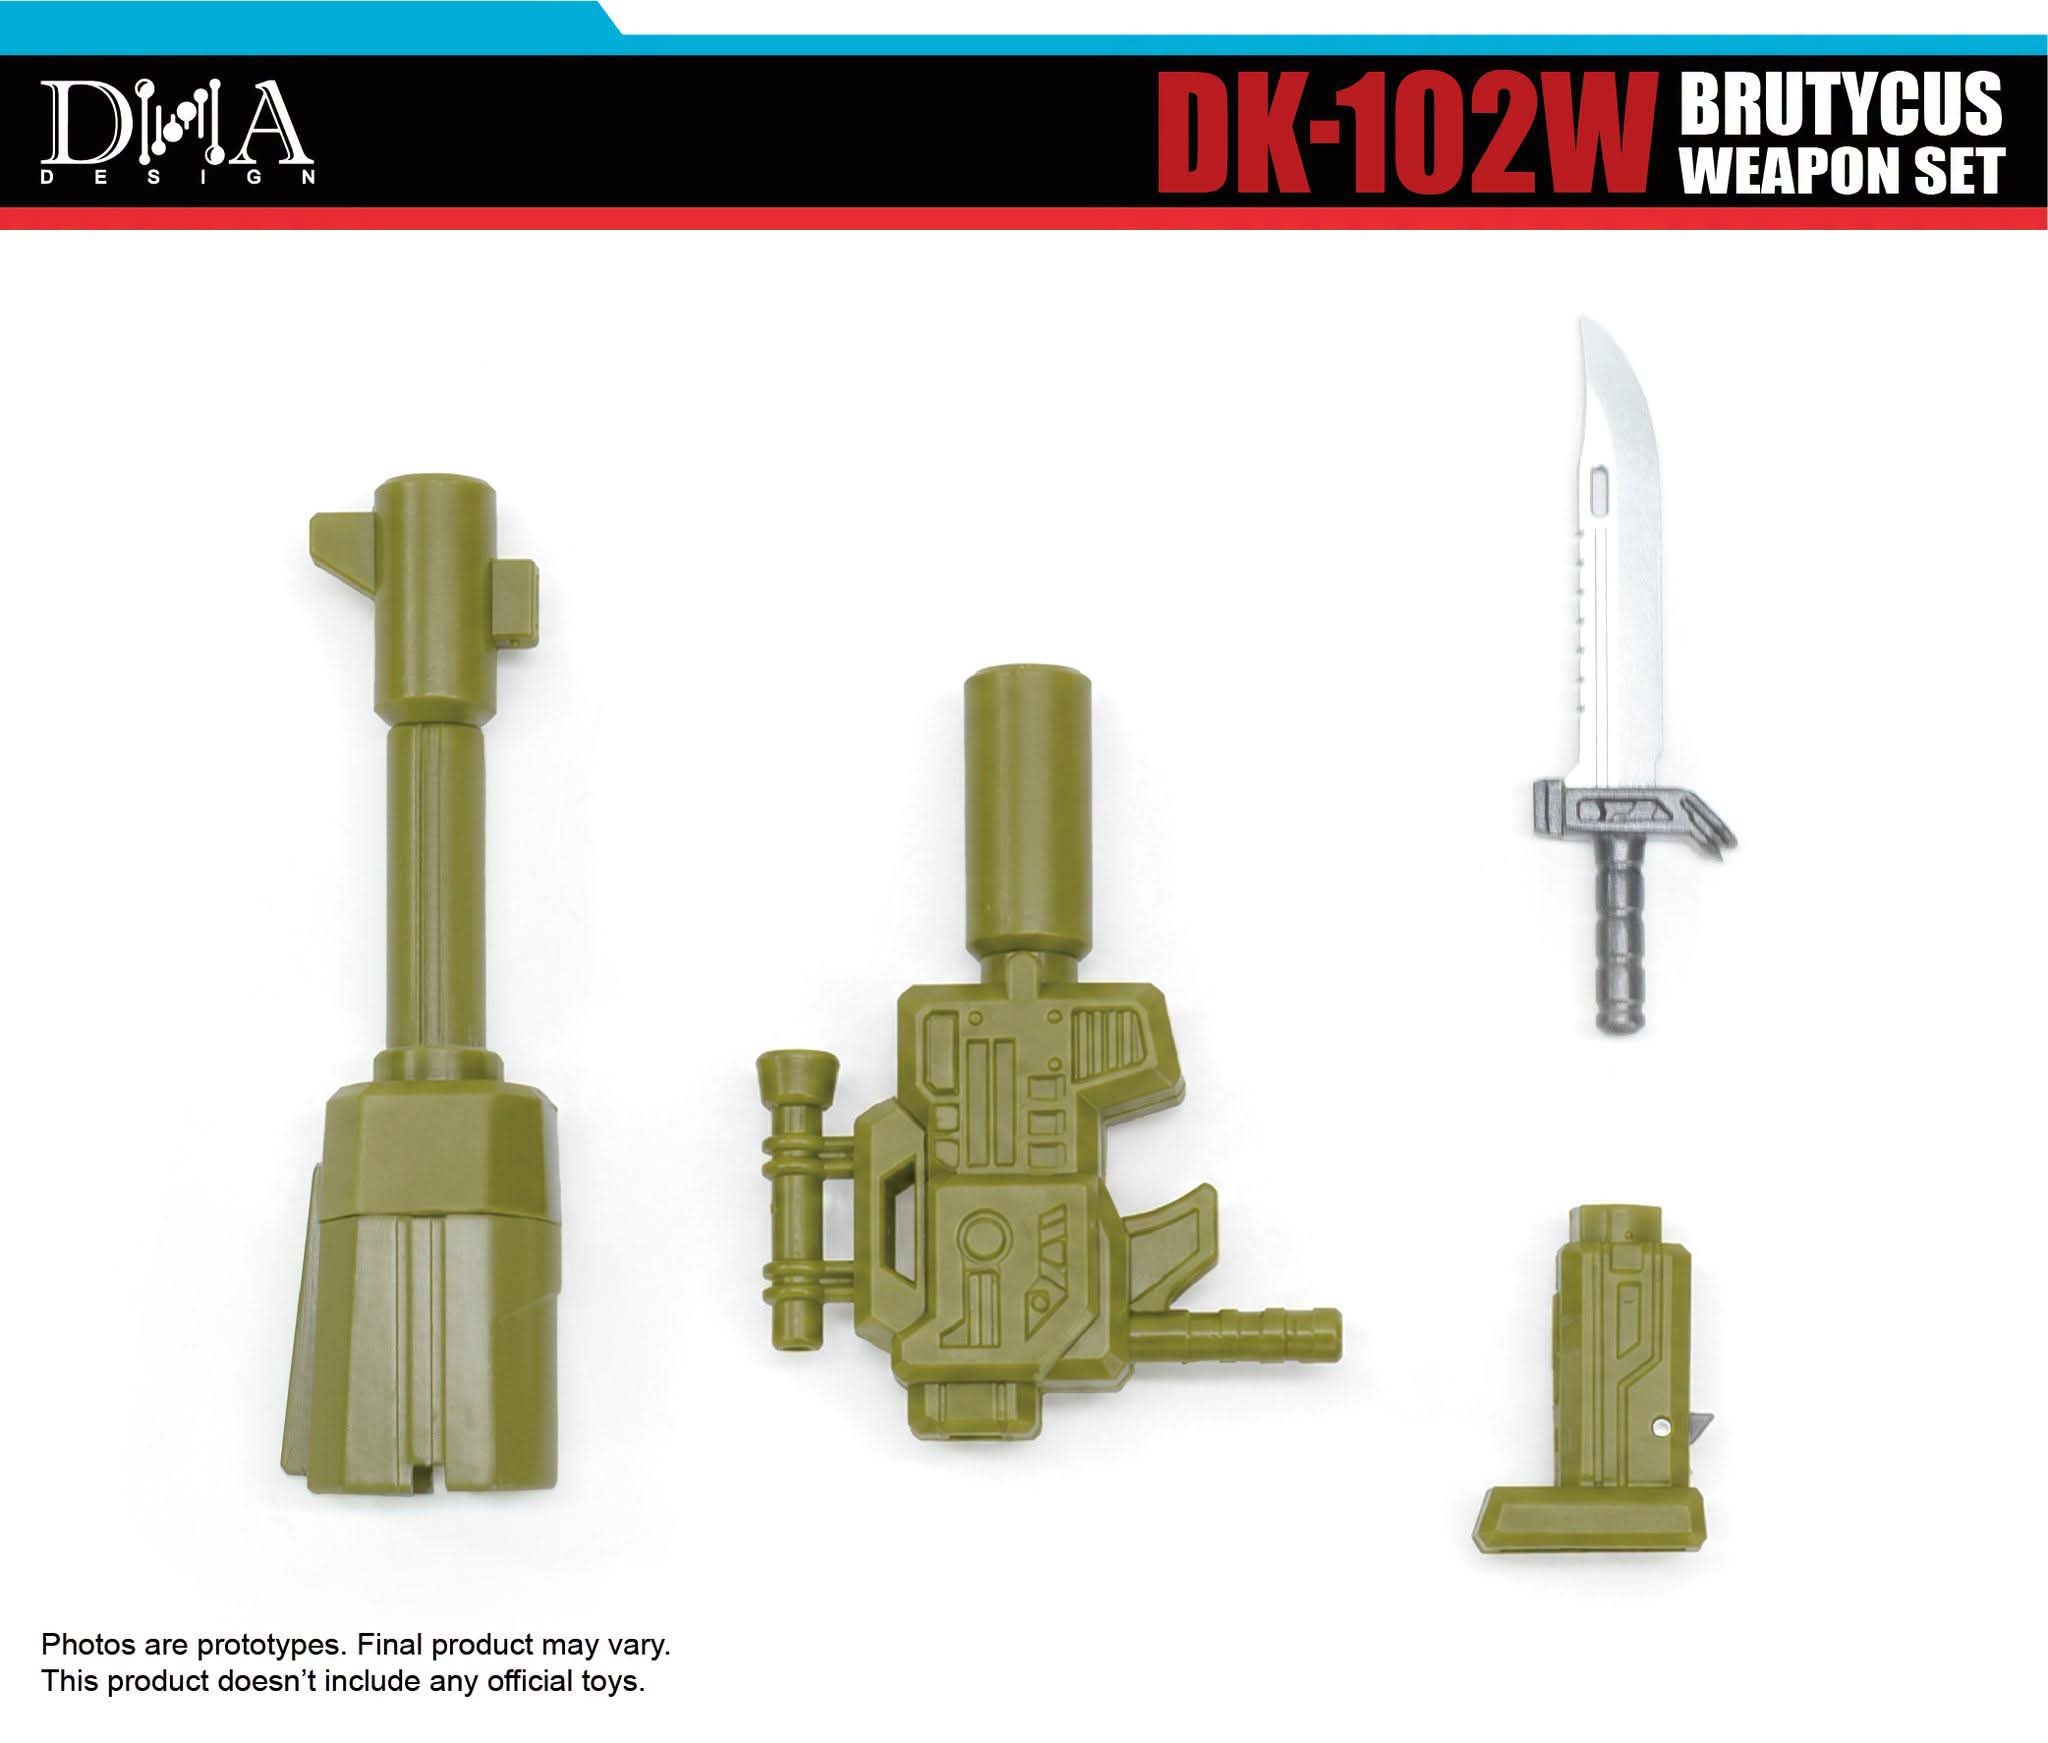 DNA
DESIGN
DK-102W
BRUTYCUS
WEAPON SET
Photos are prototypes. Final product may vary.
This product doesn't include any official toys.